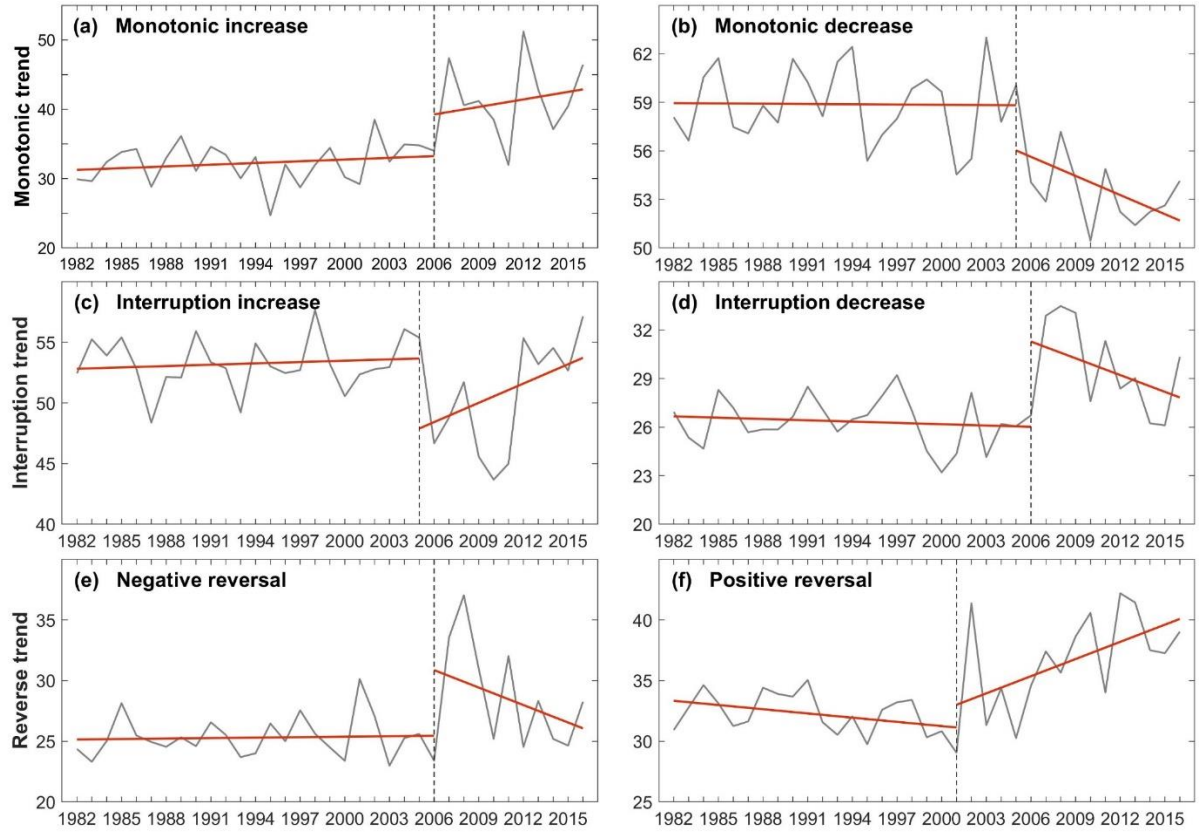 (a) Monotonic increase
Monotonic trend
50
40
30
20
1982 1985 1988 1991 1994 1997 2000 2003 2006 2009 2012 2015
(b) Monotonic decrease
62
59
56
53
50
1982 1985 1988 1991 1994 1997 2000 2003 2006 2009 2012 2015
(c) Interruption increase
Interruption trend
55
50
45
40
1982 1985 1988 1991 1994 1997 2000 2003 2006 2009 2012 2015
(d) Interruption decrease
32
29
26
23
20
1982 1985 1988 1991 1994 1997 2000 2003 2006 2009 2012 2015
(e) Negative reversal
Reverse trend
35
30
25
20
1982 1985 1988 1991 1994 1997 2000 2003 2006 2009 2012 2015
(f) Positive reversal
40
35
30
25
1982 1985 1988 1991 1994 1997 2000 2003 2006 2009 2012 2015